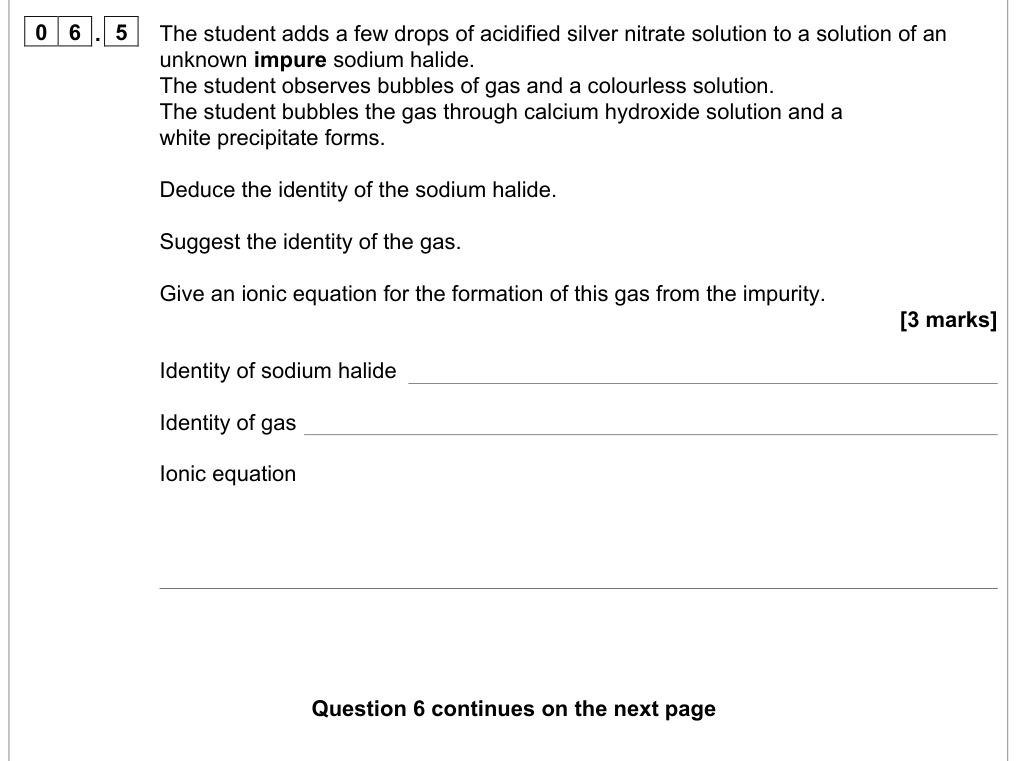 0 6 . 5 The student adds a few drops of acidified silver nitrate solution to a solution of an
unknown impure sodium halide.
The student observes bubbles of gas and a colourless solution.
The student bubbles the gas through calcium hydroxide solution and a
white precipitate forms.
Deduce the identity of the sodium halide.
Suggest the identity of the gas.
Give an ionic equation for the formation of this gas from the impurity.
[3 marks]
Identity of sodium halide
Identity of gas
Ionic equation
Question 6 continues on the next page